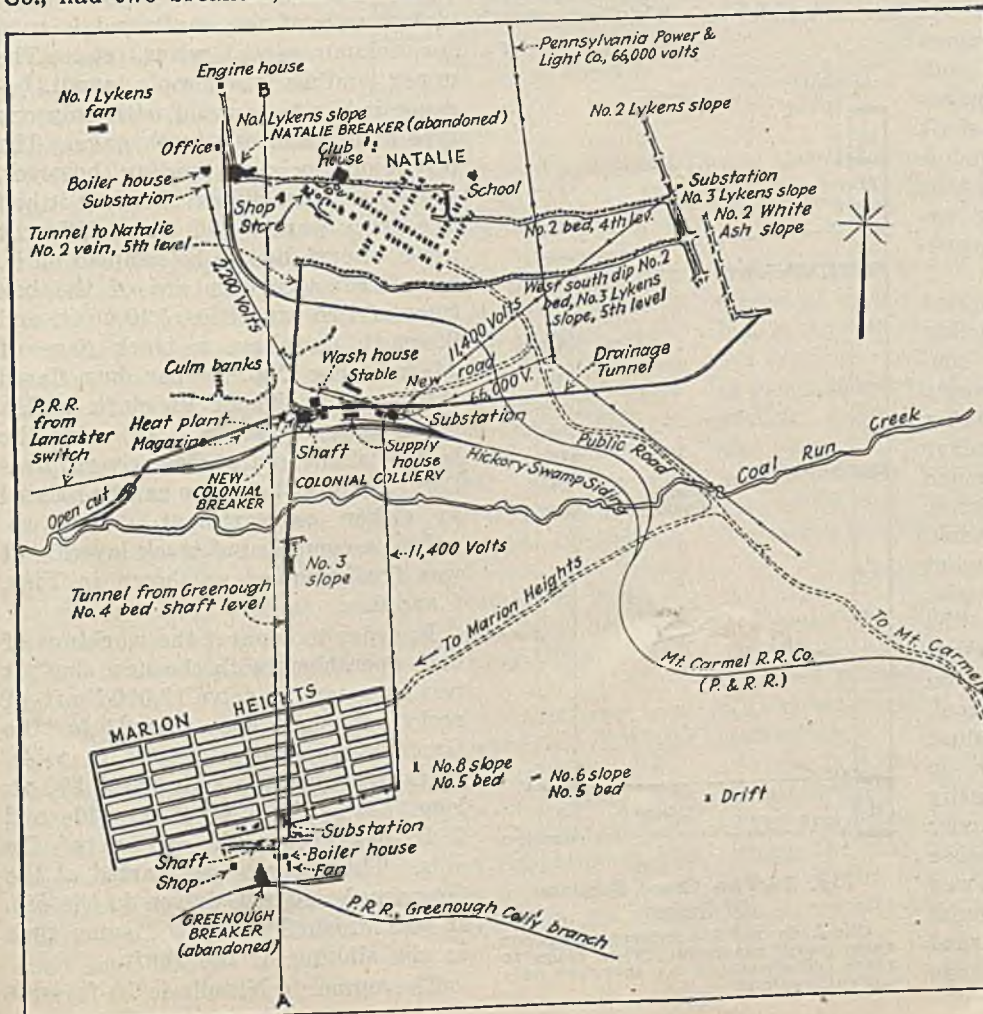 Co., had two break
Pennsylvania Power &
Light Co., 66,000 volts
Engine house
B
No. 1 Lykens
fan
No.1 Lykens slope
NATALIE BREAKER (abandoned)
No. 2 Lykens slope
Office
Club
house
NATALIE
Boiler house
Substation
School
Substation
No. 3 Lykens slope
No. 2 White
Ash slope
Shop
Store
No. 2 bed, 4th lev.
Tunnel to Natalie
No. 2 vein, 5th level
2,200 Volts
West south dip No. 2
bed, No. 3 Lykens
slope, 5th level
11,400 Volts
Wash house
Stable
New
road
66,000 V.
Drainage
Tunnel
Culm banks
P.R.R.
from
Lancaster
switch
Heat plant
Magazine
Substation
Shaft
Supply
house
Public Road
Coal Run Creek
NEW
COLONIAL
BREAKER
COLONIAL COLLIERY
Hickory Swamp Siding
Open cut
No. 3
slope
11,400 Volts
Tunnel from Greenough
No. 4 bed shaft level
To Marion Heights
To Mt. Carmel
Mt. Carmel R.R. Co.
(P. & R. R.)
MARION HEIGHTS
No. 8 slope
No. 5 bed
No. 6 slope
No. 5 bed
Drift
Substation
Shaft
Boiler house
Shop
Fan
GREENOUGH
BREAKER
(abandoned)
P.R.R., Greenough Coll'y branch
A